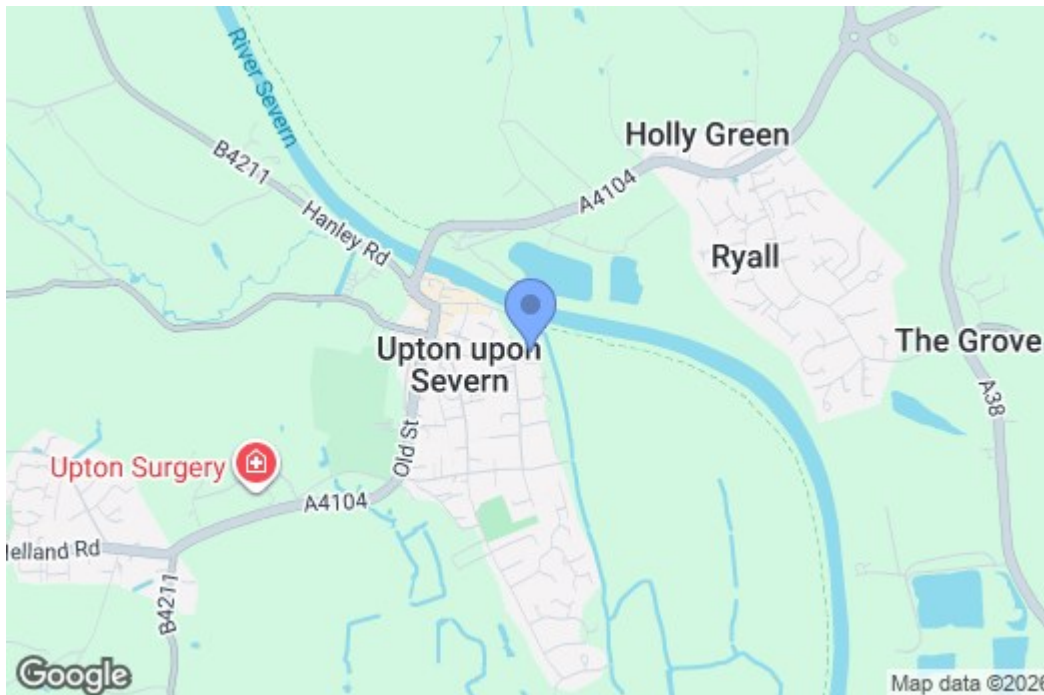 River Severn
B4211
Hanley Rd
A4104
Holly Green
Ryall
The Grove
A38
Upton upon
Severn
Old St
Upton Surgery
A4104
elland Rd
B4211
Google
Map data ©2026